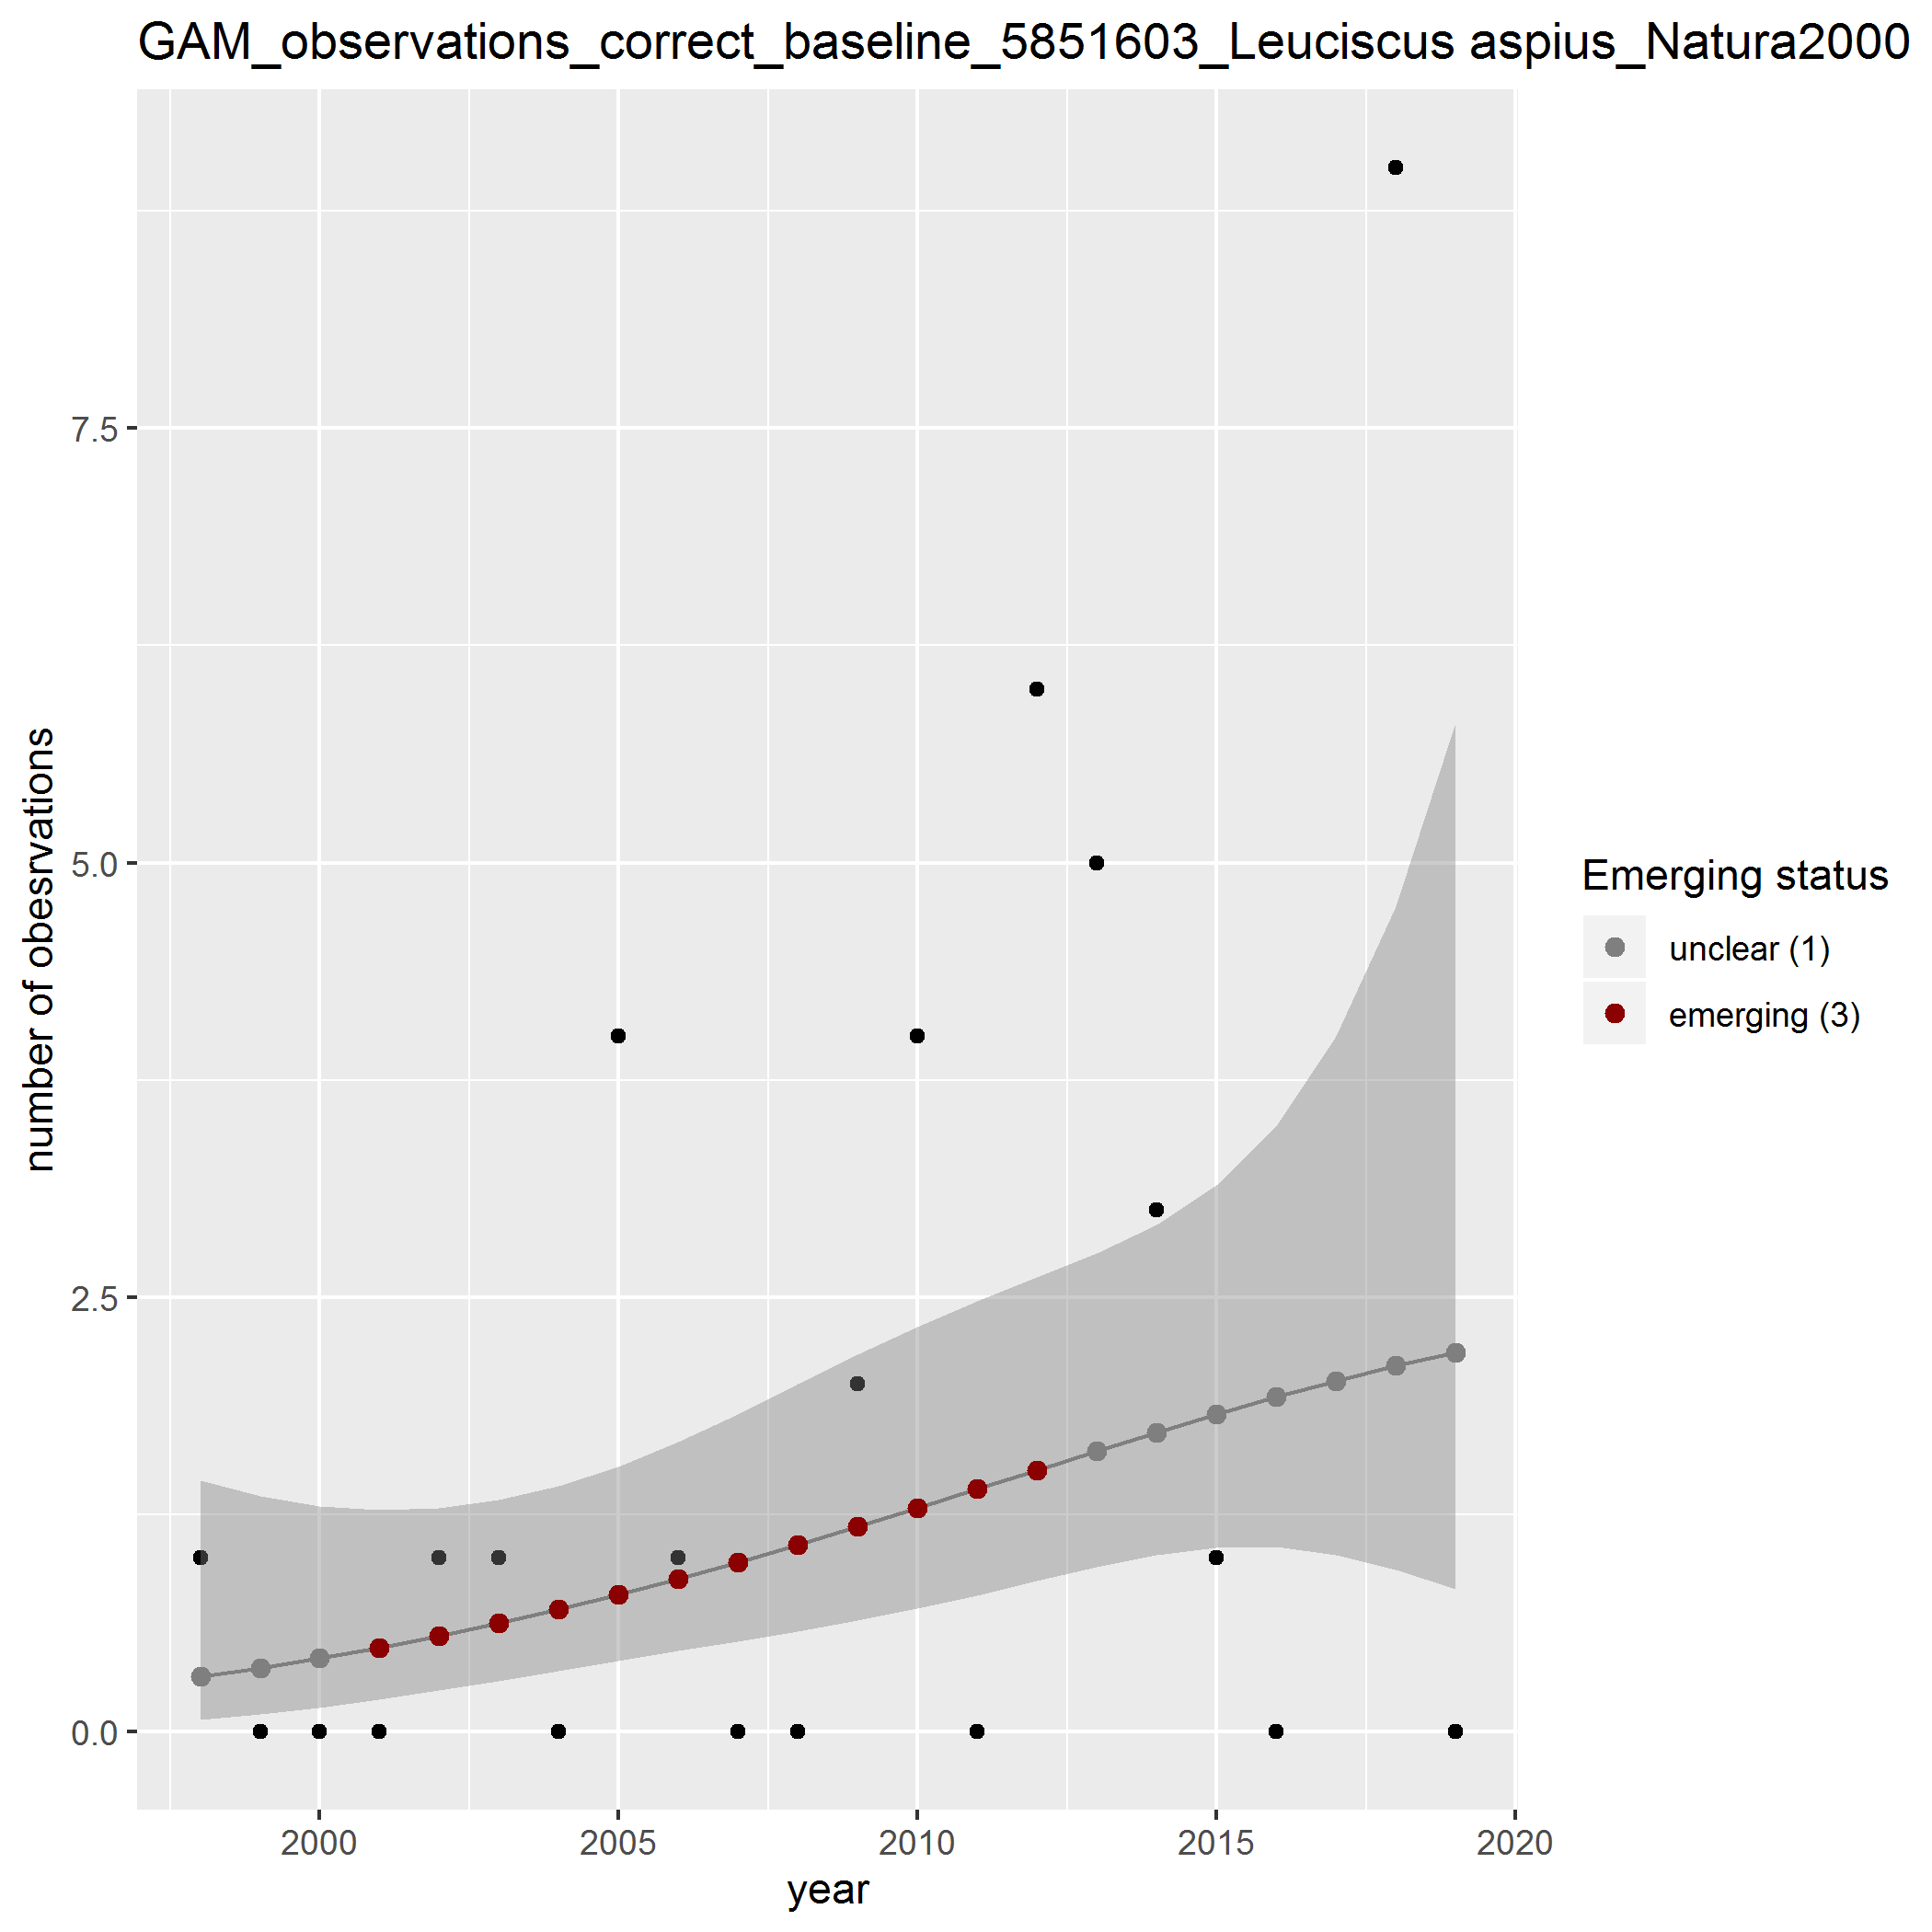 GAM_observations_correct_baseline_5851603_Leuciscus aspius_Natura2000
7.5
5.0
2.5
0.0
number of obesrvations
2000
2005
2010
2015
2020
year
Emerging status
unclear (1)
emerging (3)